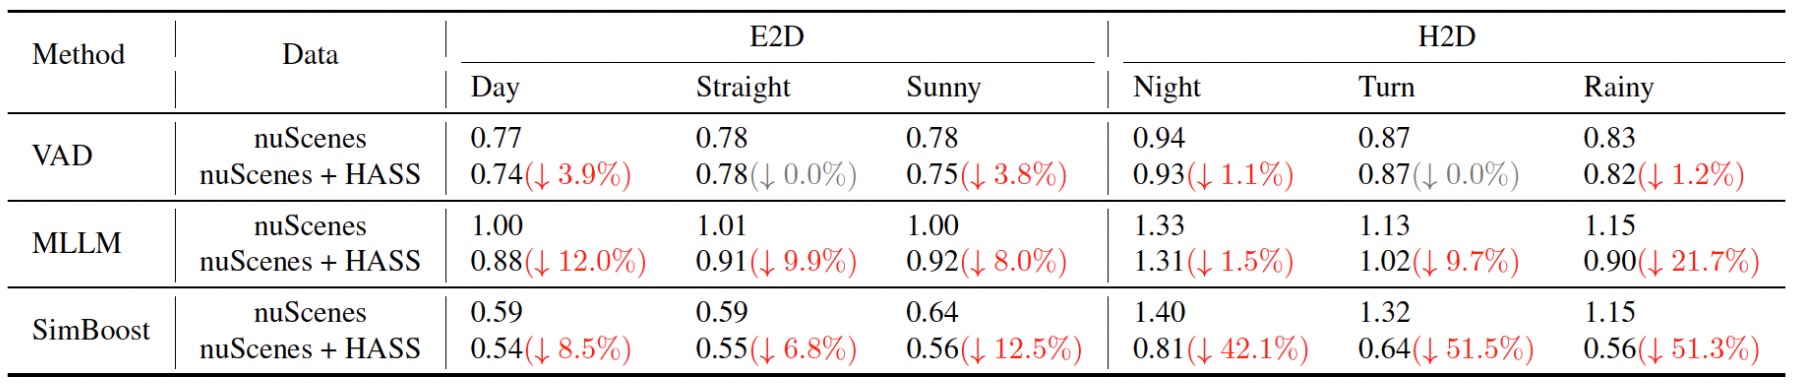 Method Data E2D H2D
Day Straight Sunny Night Turn Rainy
VAD nuScenes 0.77 0.78 0.78 0.94 0.87 0.83
nuScenes + HASS 0.74(↓ 3.9%) 0.78(↓ 0.0%) 0.75(↓ 3.8%) 0.93(↓ 1.1%) 0.87(↓ 0.0%) 0.82(↓ 1.2%)
MLLM nuScenes 1.00 1.01 1.00 1.33 1.13 1.15
nuScenes + HASS 0.88(↓ 12.0%) 0.91(↓ 9.9%) 0.92(↓ 8.0%) 1.31(↓ 1.5%) 1.02(↓ 9.7%) 0.90(↓ 21.7%)
SimBoost nuScenes 0.59 0.59 0.64 1.40 1.32 1.15
nuScenes + HASS 0.54(↓ 8.5%) 0.55(↓ 6.8%) 0.56(↓ 12.5%) 0.81(↓ 42.1%) 0.64(↓ 51.5%) 0.56(↓ 51.3%)